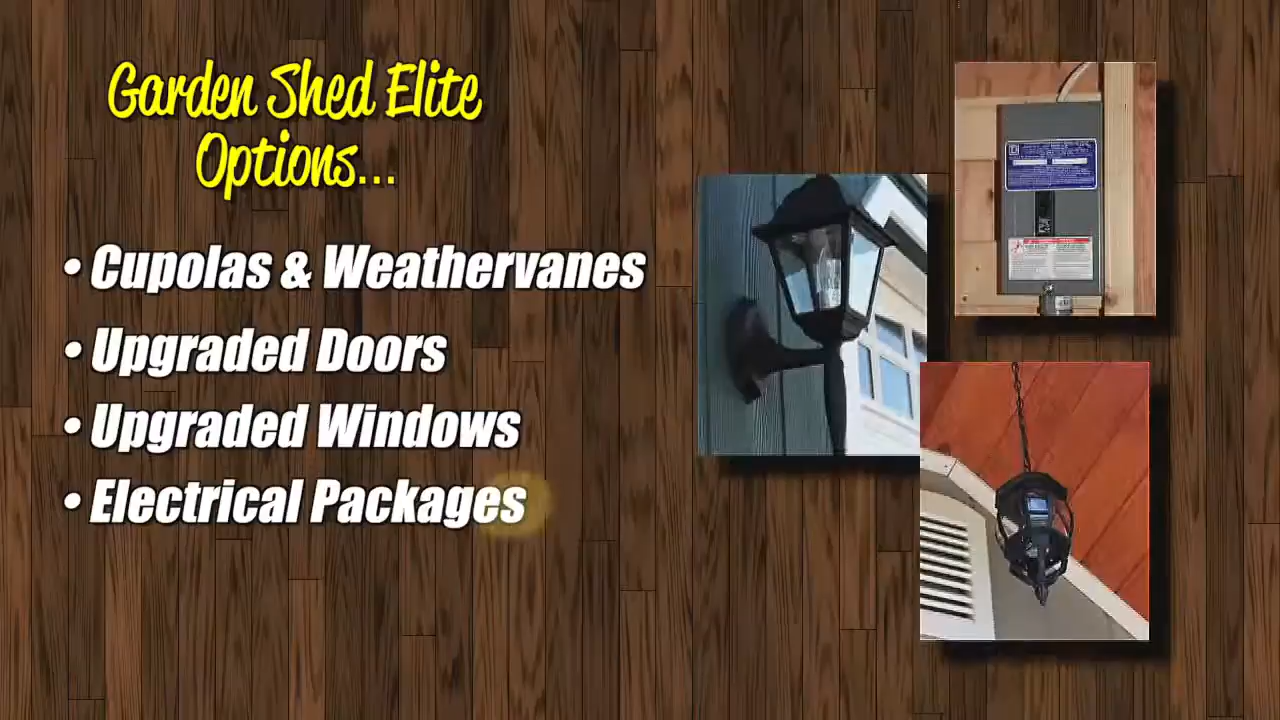 Garden Shed Elite
Options...
• Cupolas & Weathervanes
• Upgraded Doors
• Upgraded Windows
• Electrical Packages